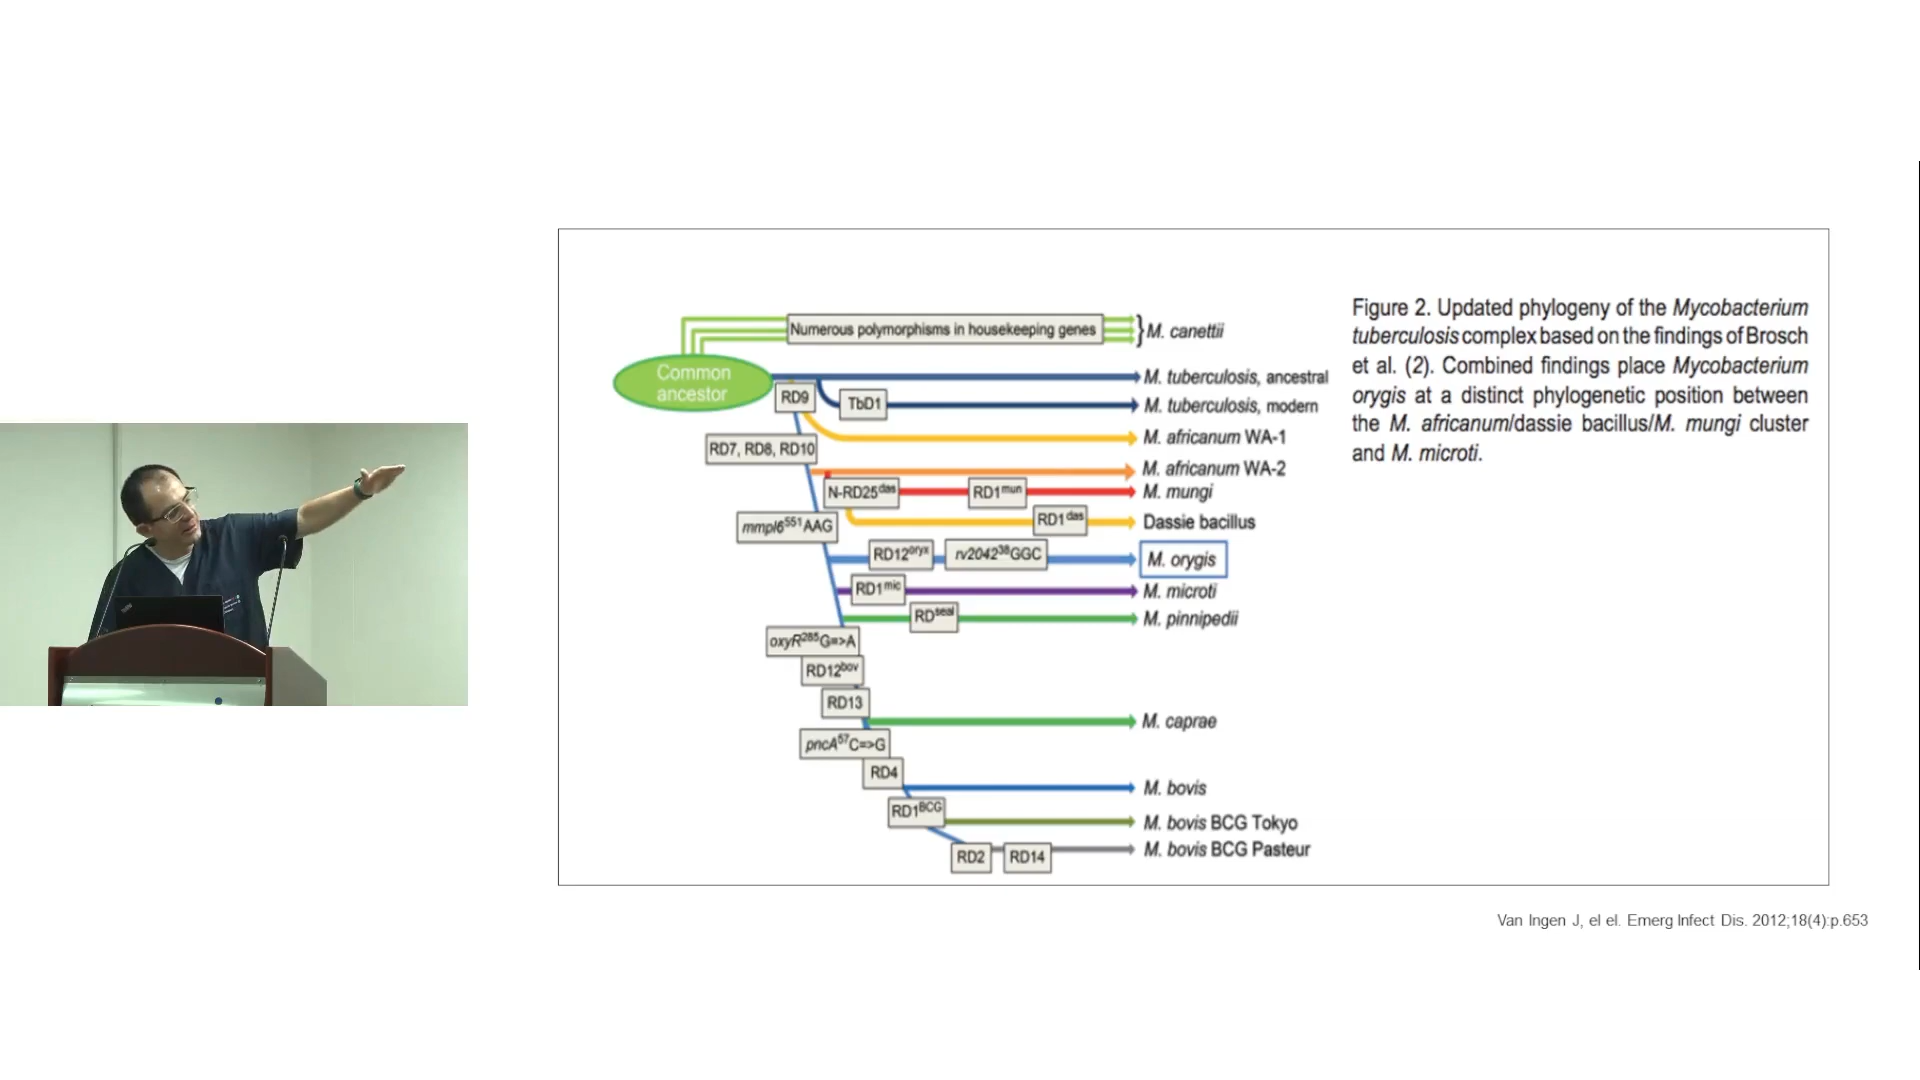 Numerous polymorphisms in housekeeping genes
M. canettii
Common
ancestor
M. tuberculosis, ancestral
RD9
TbD1
M. tuberculosis, modern
M. africanum WA-1
RD7, RD8, RD10
M. africanum WA-2
N-RD25das
RD1mun
M. mungi
mmpl6551AAG
RD1das
Dassie bacillus
RD12oryx
rv204238GGC
M. orygis
RD1mic
M. microti
RDseal
M. pinnipedii
oxyR285G=>A
RD12bov
RD13
M. caprae
pncA57C=>G
RD4
M. bovis
RD1BCG
M. bovis BCG Tokyo
RD2
RD14
M. bovis BCG Pasteur
Figure 2. Updated phylogeny of the Mycobacterium
tuberculosis complex based on the findings of Brosch
et al. (2). Combined findings place Mycobacterium
orygis at a distinct phylogenetic position between
the M. africanum/dassie bacillus/M. mungi cluster
and M. microti.
Van Ingen J, el el. Emerg Infect Dis. 2012;18(4):p.653